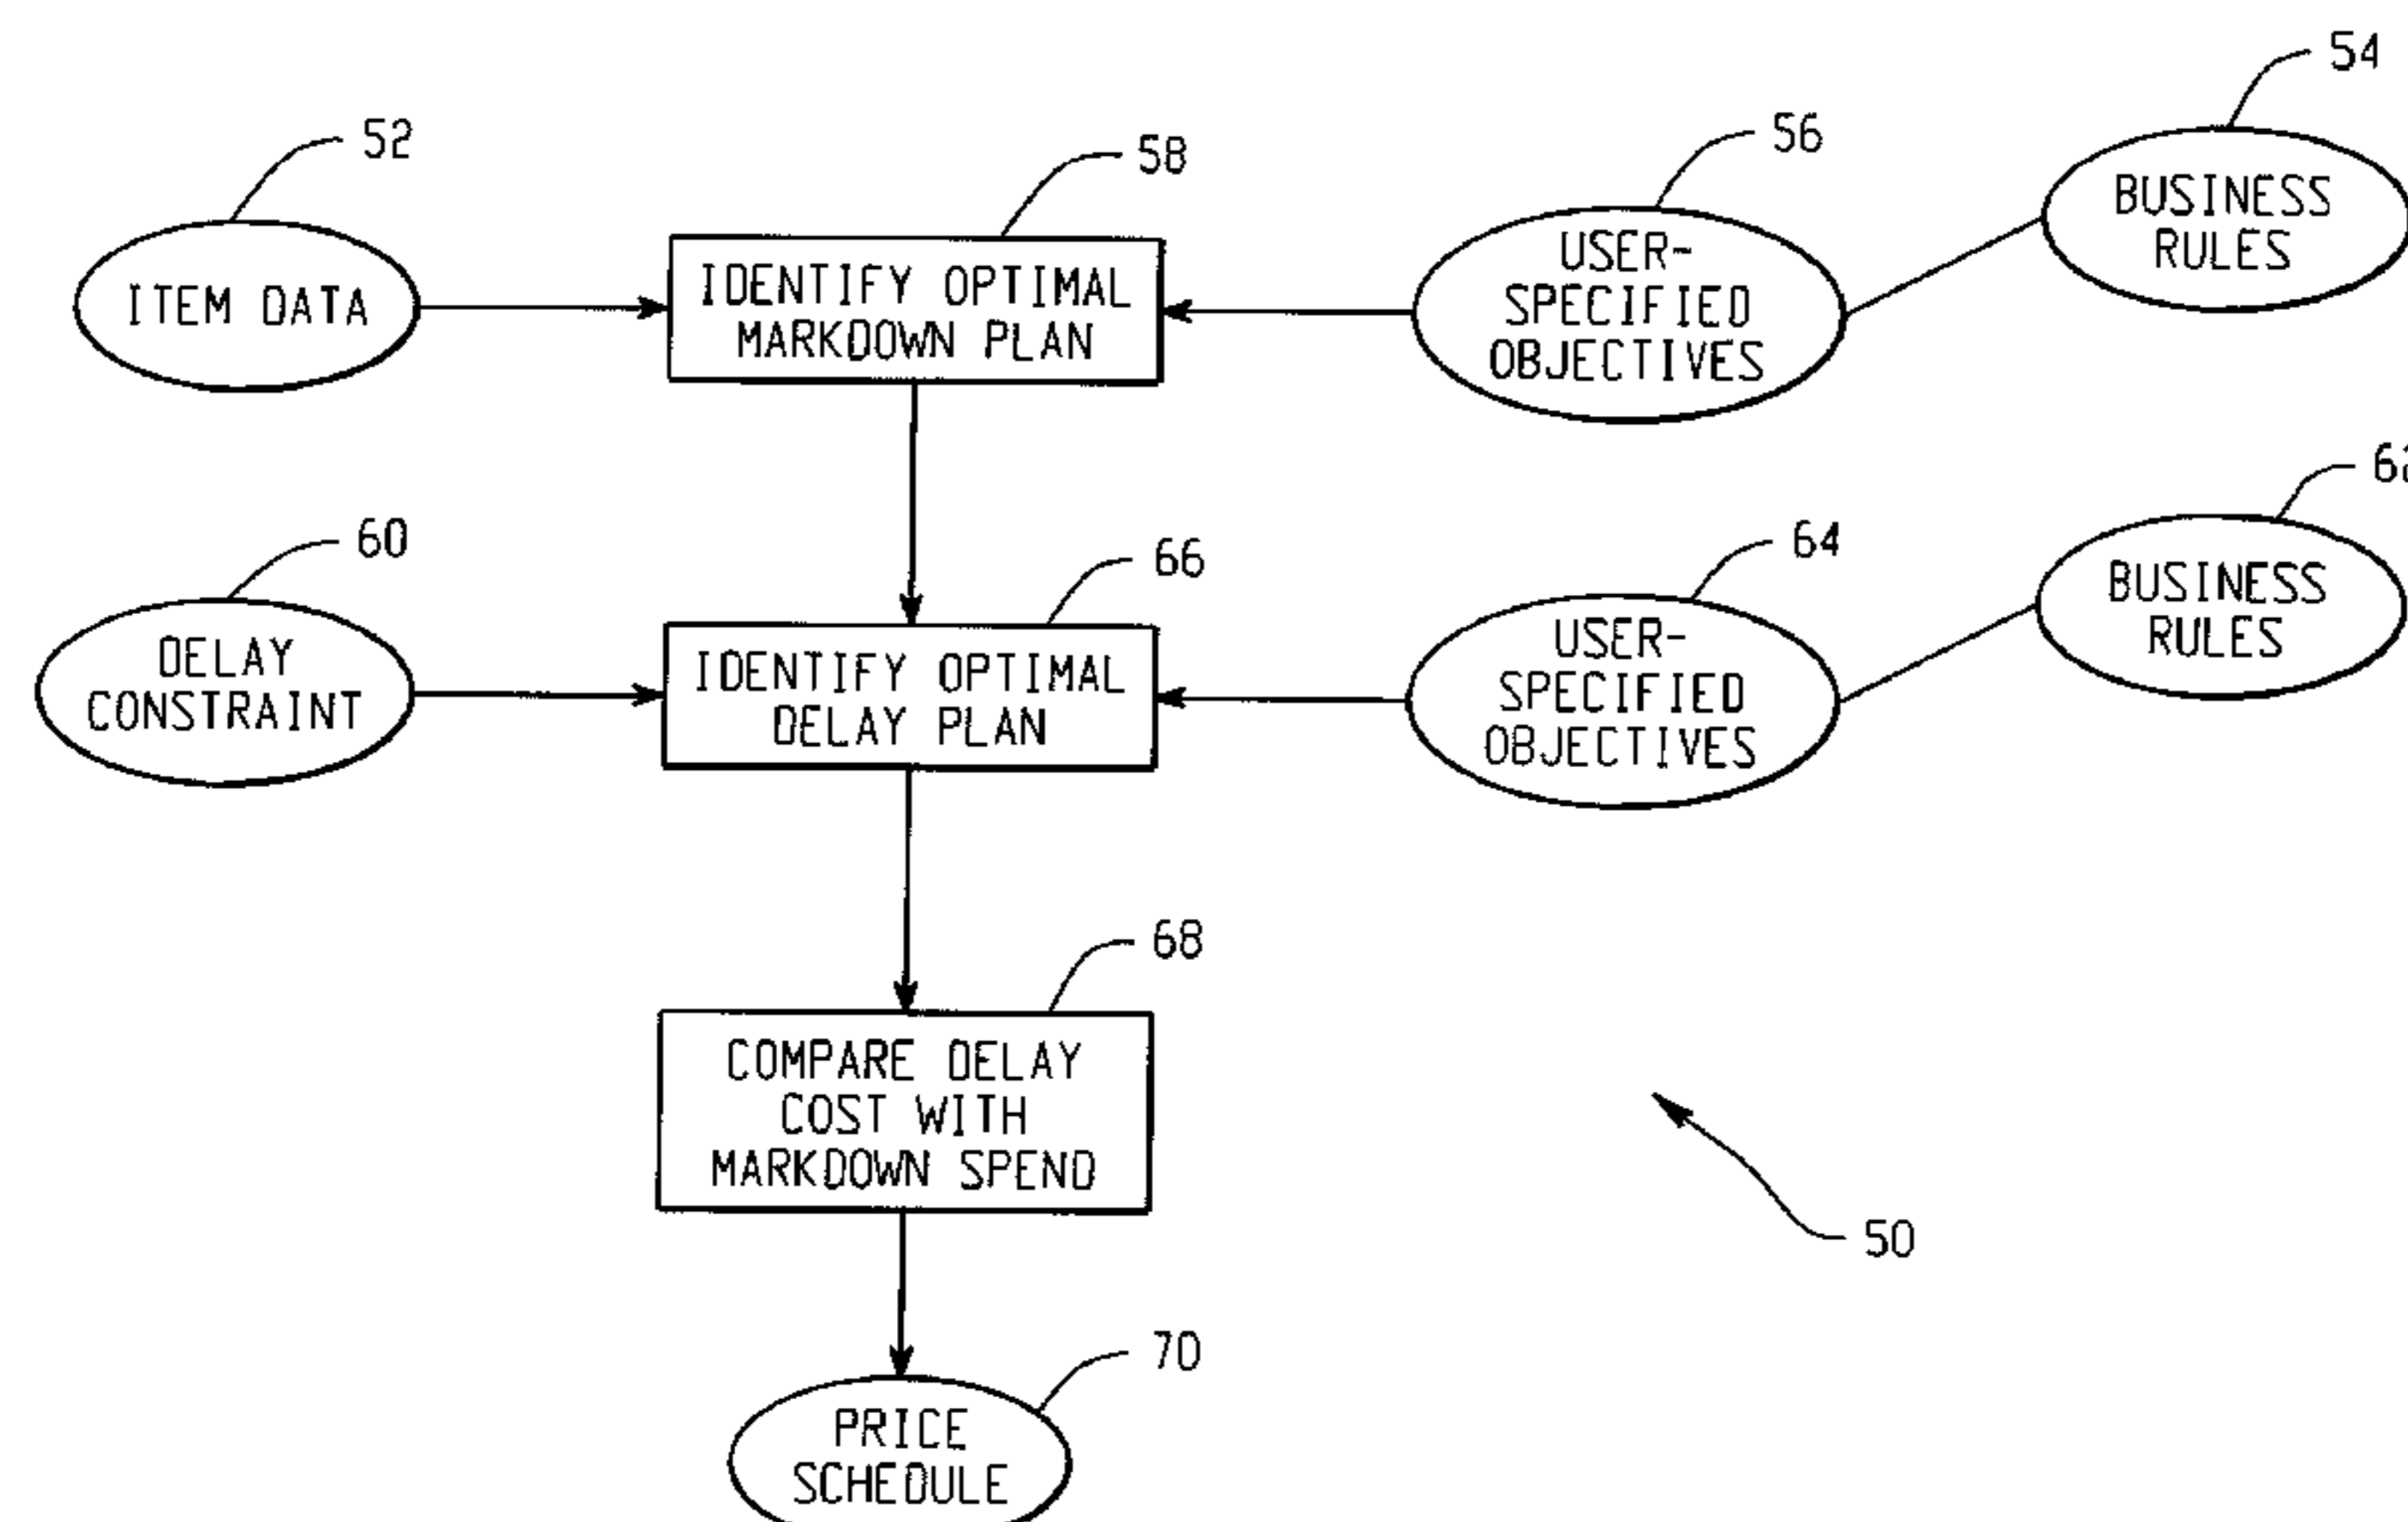 54
52
56
58
BUSINESS
RULES
USER-
SPECIFIED
OBJECTIVES
IDENTIFY OPTIMAL
MARKDOWN PLAN
ITEM DATA
60
66
64
BUSINESS
RULES
USER-
SPECIFIED
OBJECTIVES
DELAY
CONSTRAINT
IDENTIFY OPTIMAL
DELAY PLAN
68
COMPARE DELAY
COST WITH
MARKDOWN SPEND
50
70
PRICE
SCHEDULE